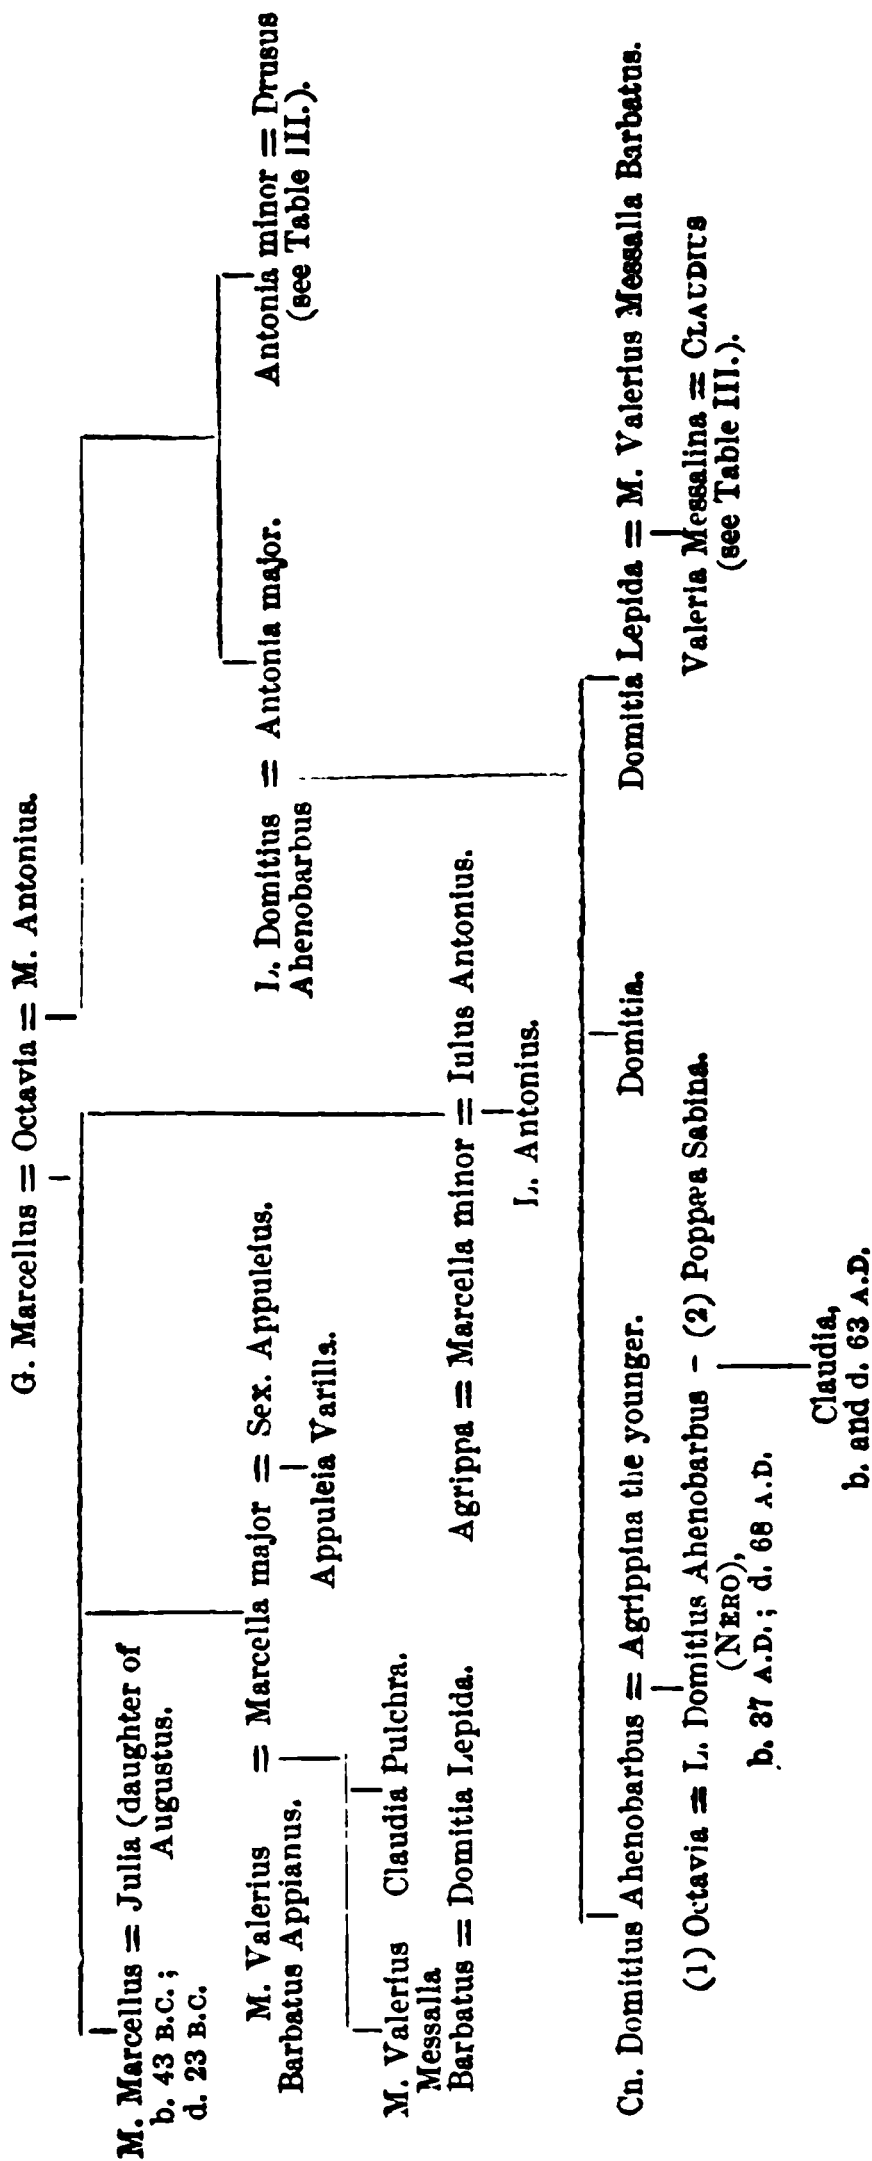 G. Marcellus = Octavia = M. Antonius.
M. Marcellus = Julia (daughter of
b. 43 B.C.; Augustus.
d. 23 B.C.
M. Valerius = Marcella major = Sex. Appuleius.
Barbatus Appianus.
Appuleia Varilla.
L. Domitius = Antonia major.
Ahenobarbus
Antonia minor = Drusus
(see Table III.).
M. Valerius Claudia Pulchra.
Messalla
Barbatus = Domitia Lepida.
Agrippa = Marcella minor = Iulus Antonius.
L. Antonius.
Cn. Domitius Ahenobarbus = Agrippina the younger.
Domitia.
Domitia Lepida = M. Valerius Messalla Barbatus.
(1) Octavia = L. Domitius Ahenobarbus – (2) Poppæa Sabina.
(NERO),
b. 37 A.D.; d. 68 A.D.
Valeria Messalina = CLAUDIUS
(see Table III.).
Claudia,
b. and d. 63 A.D.